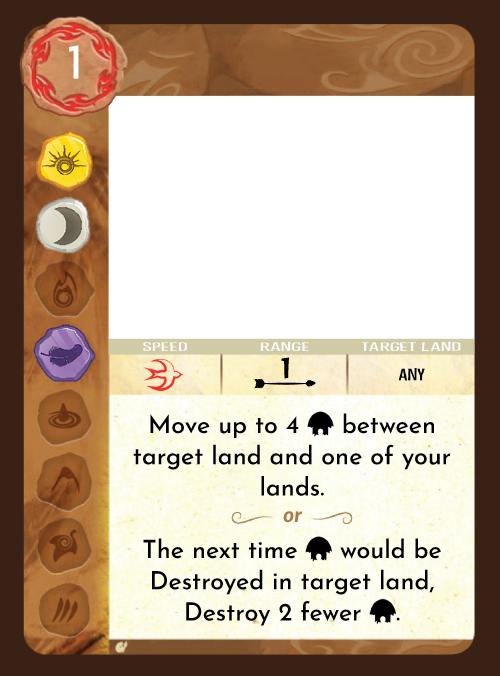 1
SPEED RANGE TARGET LAND
1 ANY
Move up to 4 between
target land and one of your
lands.
or
The next time would be
Destroyed in target land,
Destroy 2 fewer .